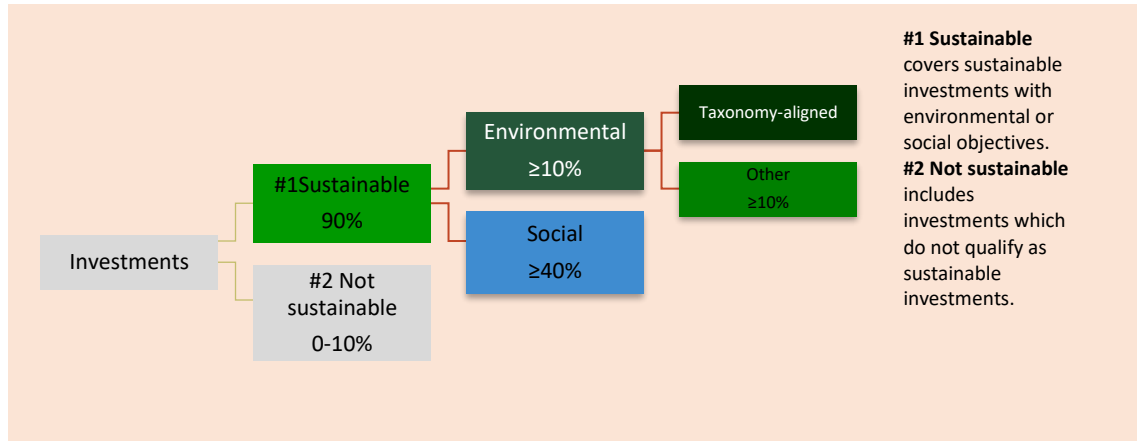 Investments
#1Sustainable
90%
#2 Not
sustainable
0-10%
Environmental
≥10%
Social
≥40%
Taxonomy-aligned
Other
≥10%
#1 Sustainable
covers sustainable
investments with
environmental or
social objectives.
#2 Not sustainable
includes
investments which
do not qualify as
sustainable
investments.